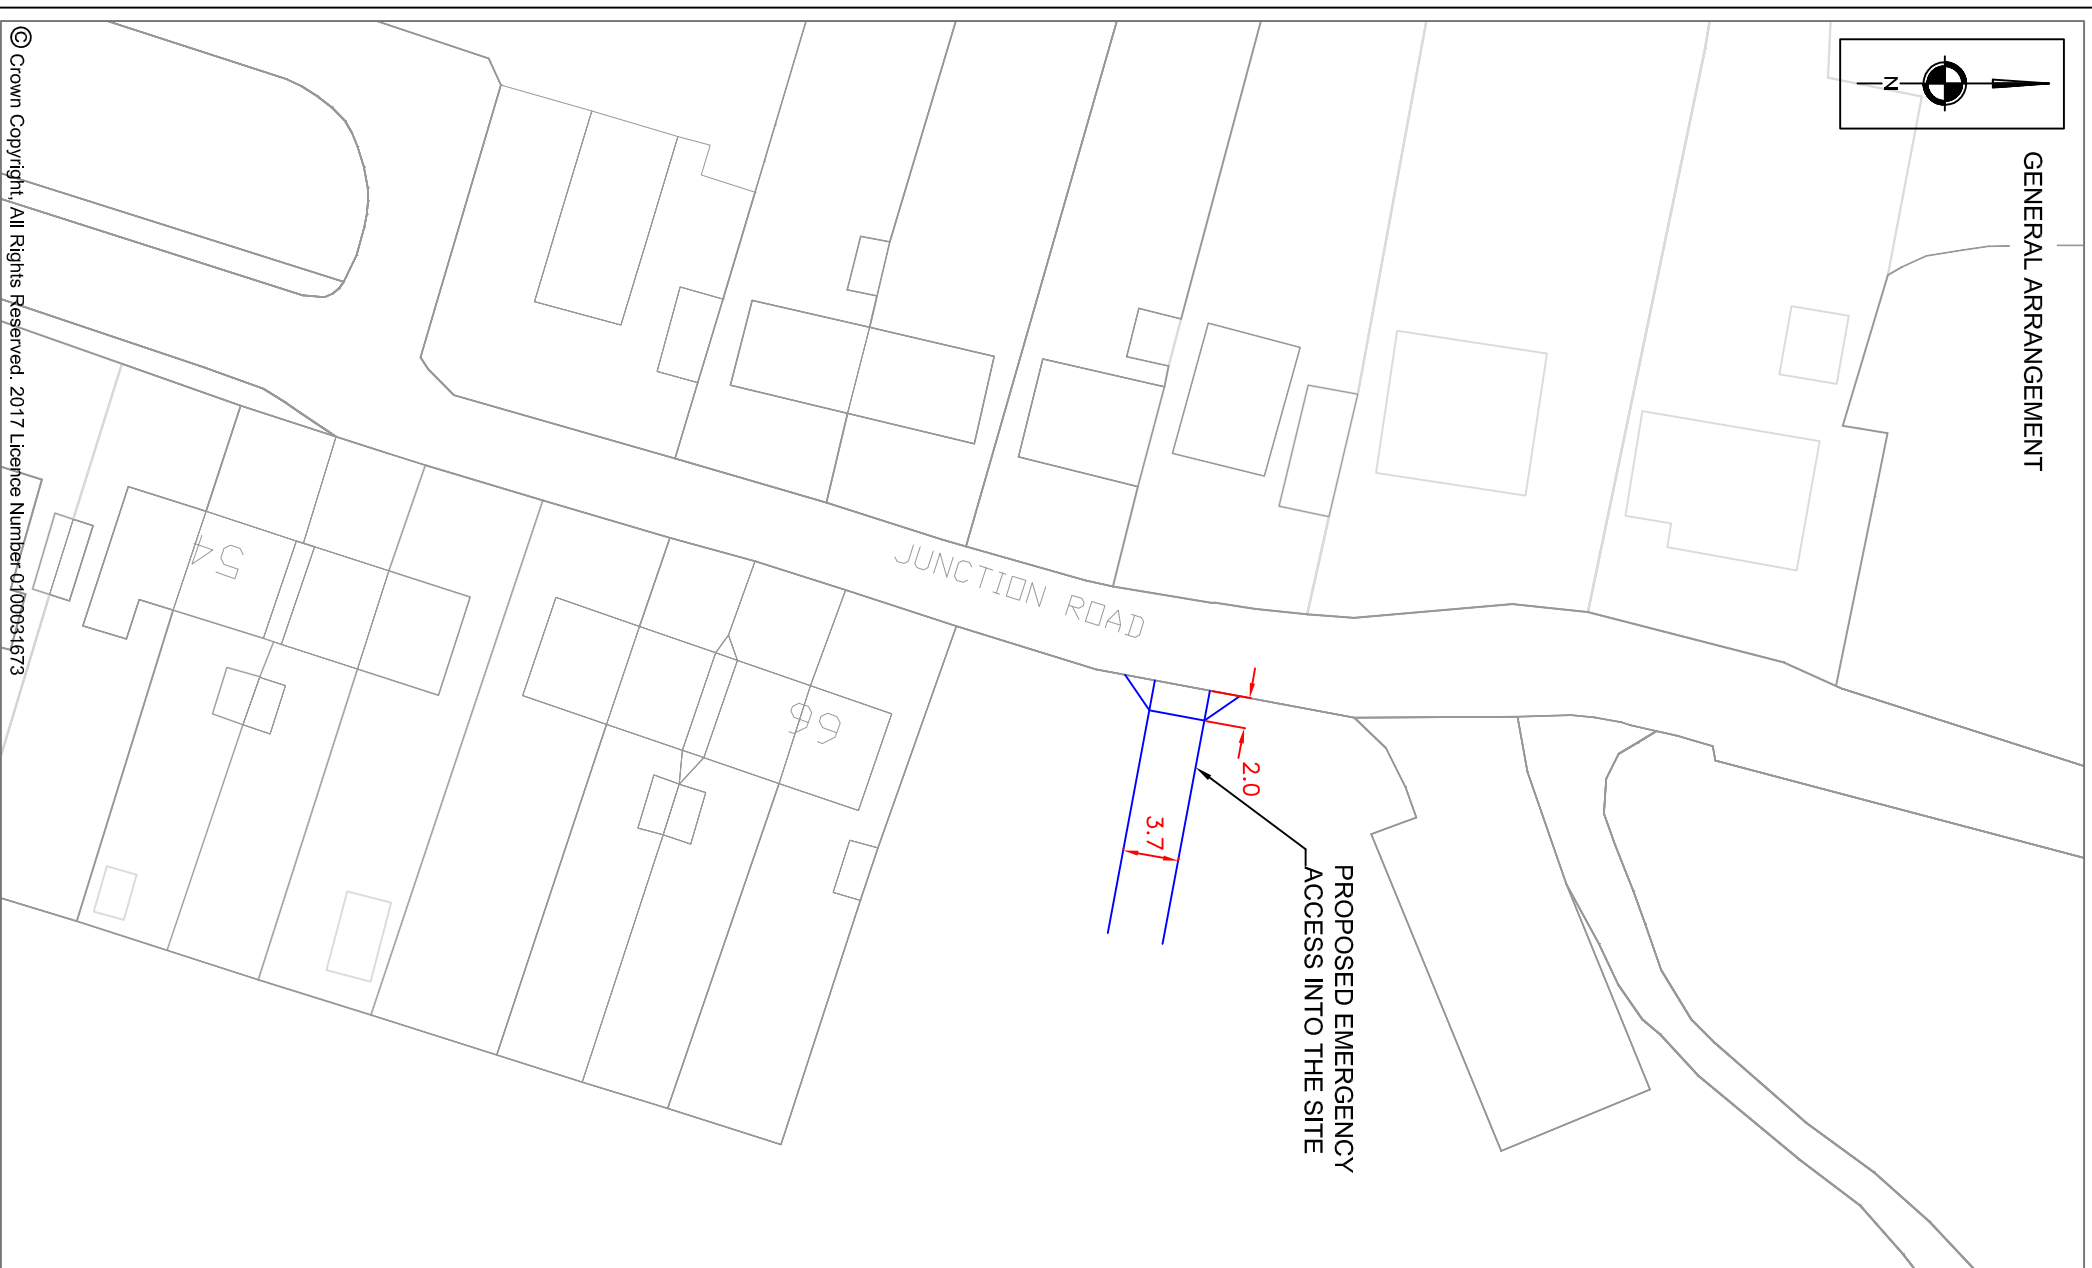 GENERAL ARRANGEMENT
N
JUNCTION ROAD
54
66
2.0
3.7
PROPOSED EMERGENCY
ACCESS INTO THE SITE
© Crown Copyright, All Rights Reserved. 2017 Licence Number 0100031673